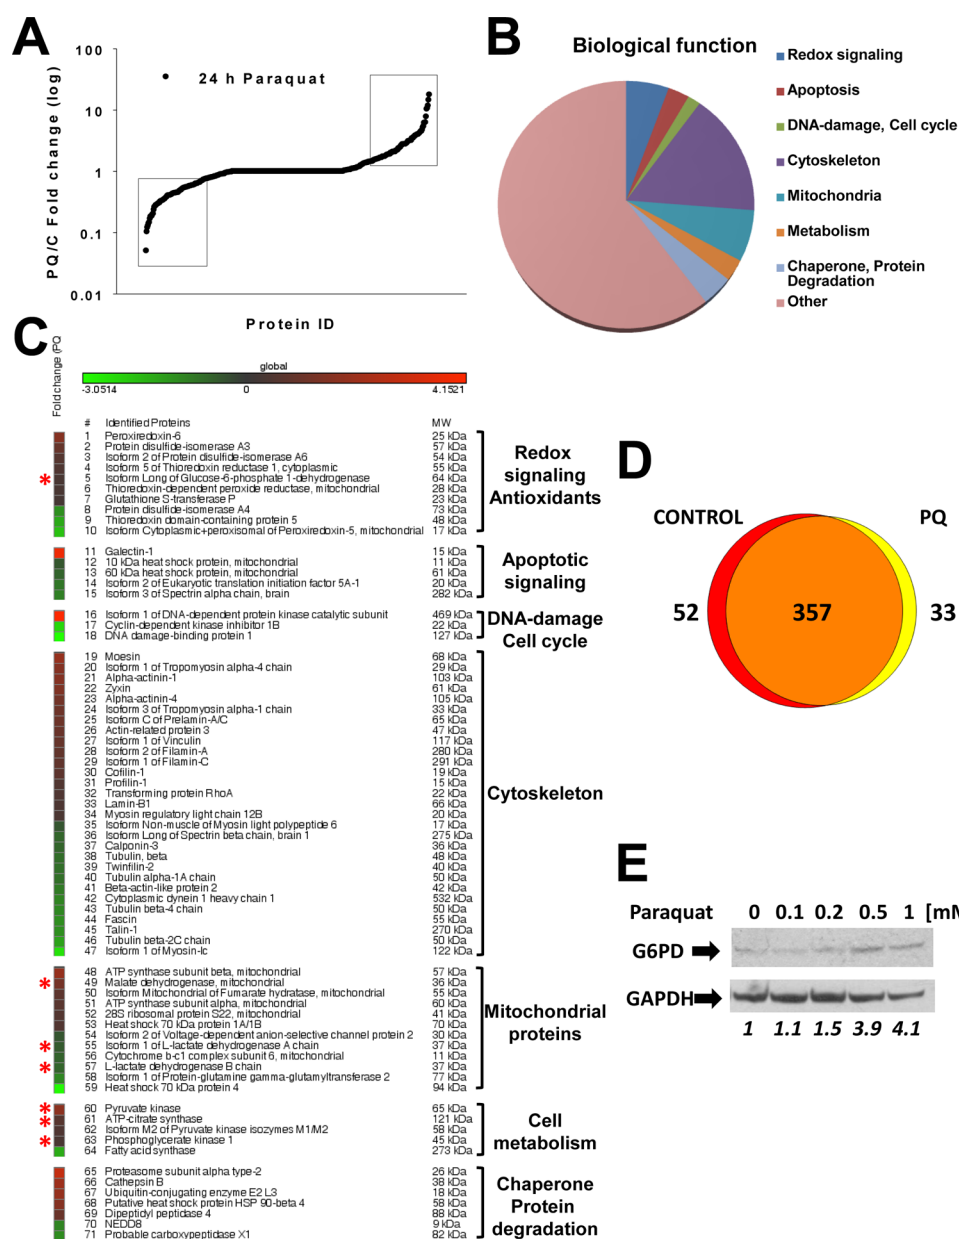 A
PQ/C Fold change (log)
100
10
1
0.1
0.01
24 h Paraquat
Protein ID
B
Biological function
Redox signaling
Apoptosis
DNA-damage, Cell cycle
Cytoskeleton
Mitochondria
Metabolism
Chaperone, Protein
Degradation
Other
C
Fold change (PQ
global
-3.0514 0 4.1521
# Identified Proteins MW
1 Peroxiredoxin-6 25 kDa
2 Protein disulfide-isomerase A3 57 kDa
3 Isoform 2 of Protein disulfide-isomerase A6 54 kDa
4 Isoform 5 of Thioredoxin reductase 1, cytoplasmic 55 kDa
* 5 Isoform Long of Glucose-6-phosphate 1-dehydrogenase 64 kDa
6 Thioredoxin-dependent peroxide reductase, mitochondrial 28 kDa
7 Glutathione S-transferase P 23 kDa
8 Protein disulfide-isomerase A4 73 kDa
9 Thioredoxin domain-containing protein 5 48 kDa
10 Isoform Cytoplasmic+peroxisomal of Peroxiredoxin-5, mitochondrial 17 kDa
Redox
signaling
Antioxidants
11 Galectin-1 15 kDa
12 10 kDa heat shock protein, mitochondrial 11 kDa
13 60 kDa heat shock protein, mitochondrial 61 kDa
14 Isoform 2 of Eukaryotic translation initiation factor 5A-1 20 kDa
15 Isoform 3 of Spectrin alpha chain, brain 282 kDa
Apoptotic
signaling
16 Isoform 1 of DNA-dependent protein kinase catalytic subunit 469 kDa
17 Cyclin-dependent kinase inhibitor 1B 22 kDa
18 DNA damage-binding protein 1 127 kDa
DNA-damage
Cell cycle
19 Moesin 68 kDa
20 Isoform 1 of Tropomyosin alpha-4 chain 29 kDa
21 Alpha-actinin-1 103 kDa
22 Zyxin 61 kDa
23 Alpha-actinin-4 105 kDa
24 Isoform 3 of Tropomyosin alpha-1 chain 33 kDa
25 Isoform C of Prelamin-A/C 65 kDa
26 Actin-related protein 3 47 kDa
27 Isoform 1 of Vinculin 117 kDa
28 Isoform 2 of Filamin-A 280 kDa
29 Isoform 1 of Filamin-C 291 kDa
30 Cofilin-1 19 kDa
31 Profilin-1 15 kDa
32 Transforming protein RhoA 22 kDa
33 Lamin-B1 66 kDa
34 Myosin regulatory light chain 12B 20 kDa
35 Isoform Non-muscle of Myosin light polypeptide 6 17 kDa
36 Isoform Long of Spectrin beta chain, brain 1 275 kDa
37 Calponin-3 36 kDa
38 Tubulin, beta 48 kDa
39 Twinfilin-2 40 kDa
40 Tubulin alpha-1A chain 50 kDa
41 Beta-actin-like protein 2 42 kDa
42 Cytoplasmic dynein 1 heavy chain 1 532 kDa
43 Tubulin beta-4 chain 50 kDa
44 Fascin 55 kDa
45 Talin-1 270 kDa
46 Tubulin beta-2C chain 50 kDa
47 Isoform 1 of Myosin-Ic 122 kDa
Cytoskeleton
48 ATP synthase subunit beta, mitochondrial 57 kDa
* 49 Malate dehydrogenase, mitochondrial 36 kDa
50 Isoform Mitochondrial of Fumarate hydratase, mitochondrial 55 kDa
51 ATP synthase subunit alpha, mitochondrial 60 kDa
52 28S ribosomal protein S22, mitochondrial 41 kDa
53 Heat shock 70 kDa protein 1A/1B 70 kDa
54 Isoform 2 of Voltage-dependent anion-selective channel protein 2 30 kDa
* 55 Isoform 1 of L-lactate dehydrogenase A chain 37 kDa
56 Cytochrome b-c1 complex subunit 6, mitochondrial 11 kDa
* 57 L-lactate dehydrogenase B chain 37 kDa
58 Isoform 1 of Protein-glutamine gamma-glutamyltransferase 2 77 kDa
59 Heat shock 70 kDa protein 4 94 kDa
Mitochondrial
proteins
* 60 Pyruvate kinase 65 kDa
* 61 ATP-citrate synthase 121 kDa
62 Isoform M2 of Pyruvate kinase isozymes M1/M2 58 kDa
* 63 Phosphoglycerate kinase 1 45 kDa
64 Fatty acid synthase 273 kDa
Cell
metabolism
65 Proteasome subunit alpha type-2 26 kDa
66 Cathepsin B 38 kDa
67 Ubiquitin-conjugating enzyme E2 L3 18 kDa
68 Putative heat shock protein HSP 90-beta 4 58 kDa
69 Dipeptidyl peptidase 4 88 kDa
70 NEDD8 9 kDa
71 Probable carboxypeptidase X1 82 kDa
Chaperone
Protein
degradation
D
CONTROL PQ
52 357 33
E
Paraquat 0 0.1 0.2 0.5 1 [mM
G6PD
GAPDH
1 1.1 1.5 3.9 4.1